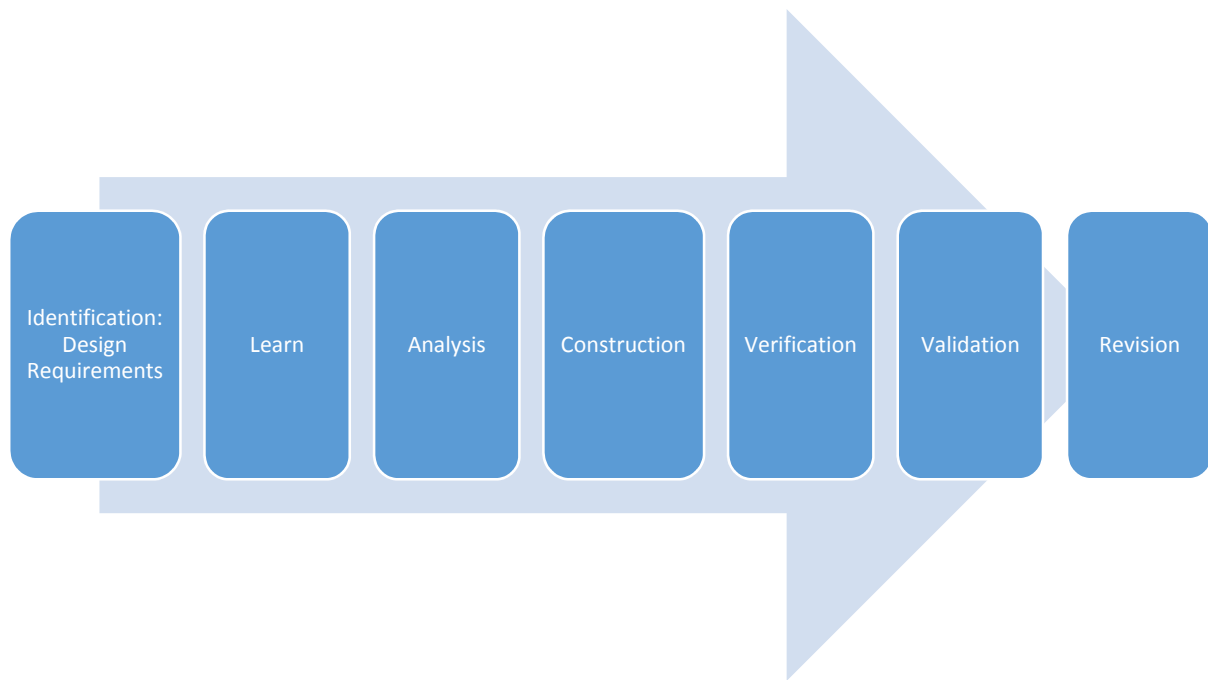 Identification:
Design
Requirements
Learn
Analysis
Construction
Verification
Validation
Revision